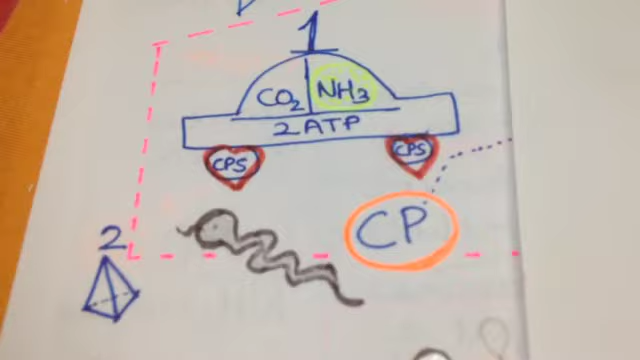 1
CO₂ NH₃
2 ATP
CPS CPS
CP
2